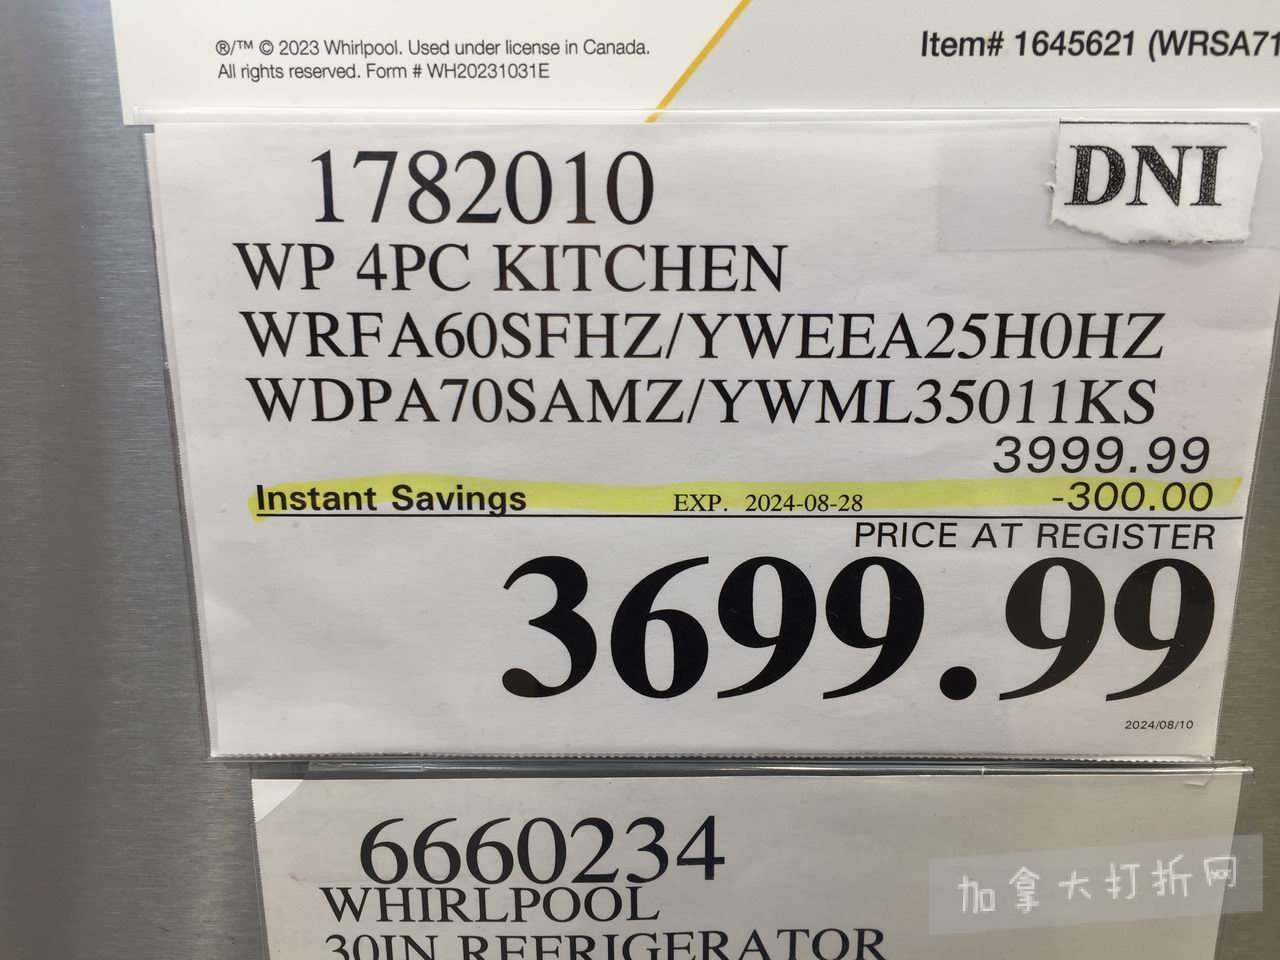 ®/™ © 2023 Whirlpool. Used under license in Canada.
All rights reserved. Form # WH20231031E
Item# 1645621 (WRSA71
DNI
1782010
WP 4PC KITCHEN
WRFA60SFHZ/YWEEA25H0HZ
WDPA70SAMZ/YWML35011KS
3999.99
Instant Savings EXP. 2024-08-28 -300.00
PRICE AT REGISTER
3699.99
2024/08/10
6660234
WHIRLPOOL
30IN REFRIGERATOR
加拿大打折网